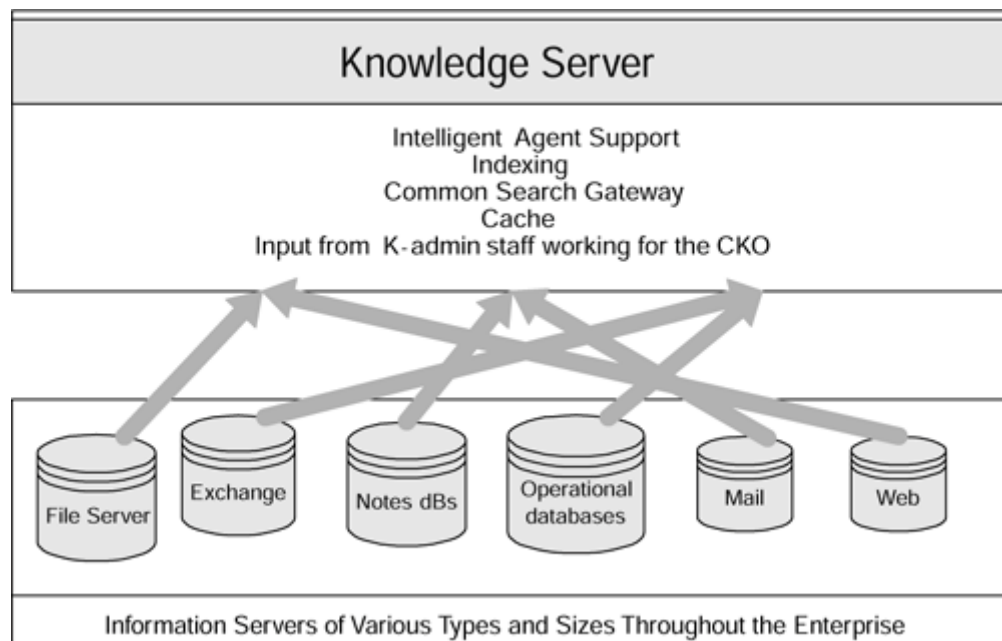 Knowledge Server
Intelligent Agent Support
Indexing
Common Search Gateway
Cache
Input from K-admin staff working for the CKO
File Server
Exchange
Notes dBs
Operational
databases
Mail
Web
Information Servers of Various Types and Sizes Throughout the Enterprise